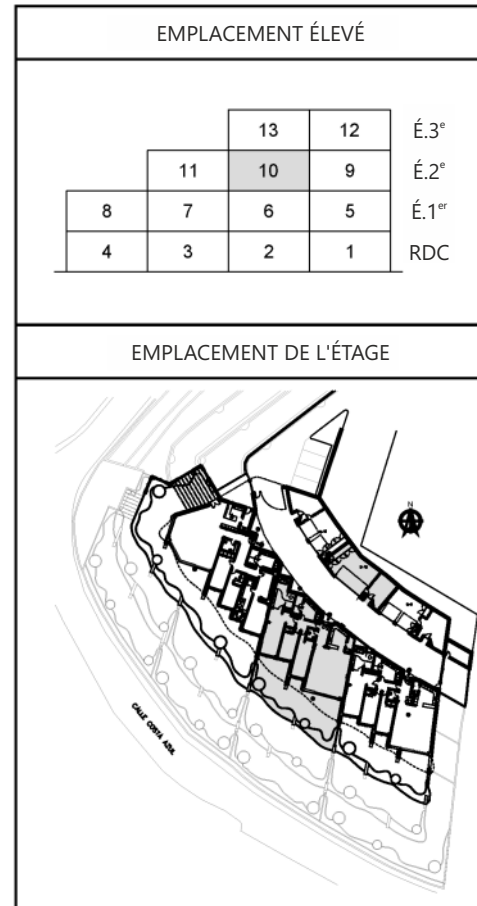 EMPLACEMENT ÉLEVÉ
13 12 É.3e
11 10 9 É.2e
8 7 6 5 É.1er
4 3 2 1 RDC
EMPLACEMENT DE L'ÉTAGE
N
CALLE COSTA AZUL